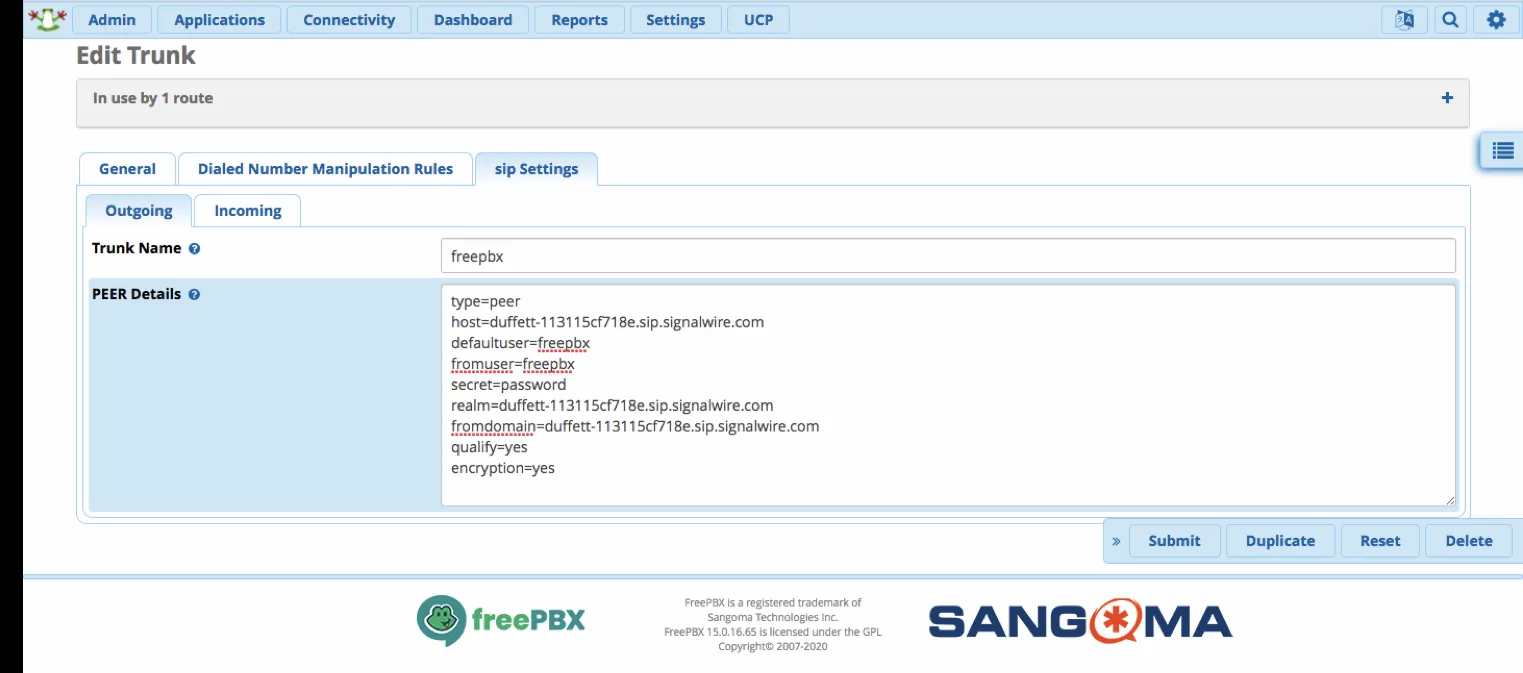 Admin Applications Connectivity Dashboard Reports Settings UCP
Edit Trunk
In use by 1 route
General Dialed Number Manipulation Rules sip Settings
Outgoing Incoming
Trunk Name
freepbx
PEER Details
type=peer
host=duffett-113115cf718e.sip.signalwire.com
defaultuser=freepbx
fromuser=freepbx
secret=password
realm=duffett-113115cf718e.sip.signalwire.com
fromdomain=duffett-113115cf718e.sip.signalwire.com
qualify=yes
encryption=yes
» Submit Duplicate Reset Delete
freePBX
FreePBX is a registered trademark of
Sangoma Technologies Inc.
FreePBX 15.0.16.65 is licensed under the GPL
Copyright© 2007-2020
SANGOMA